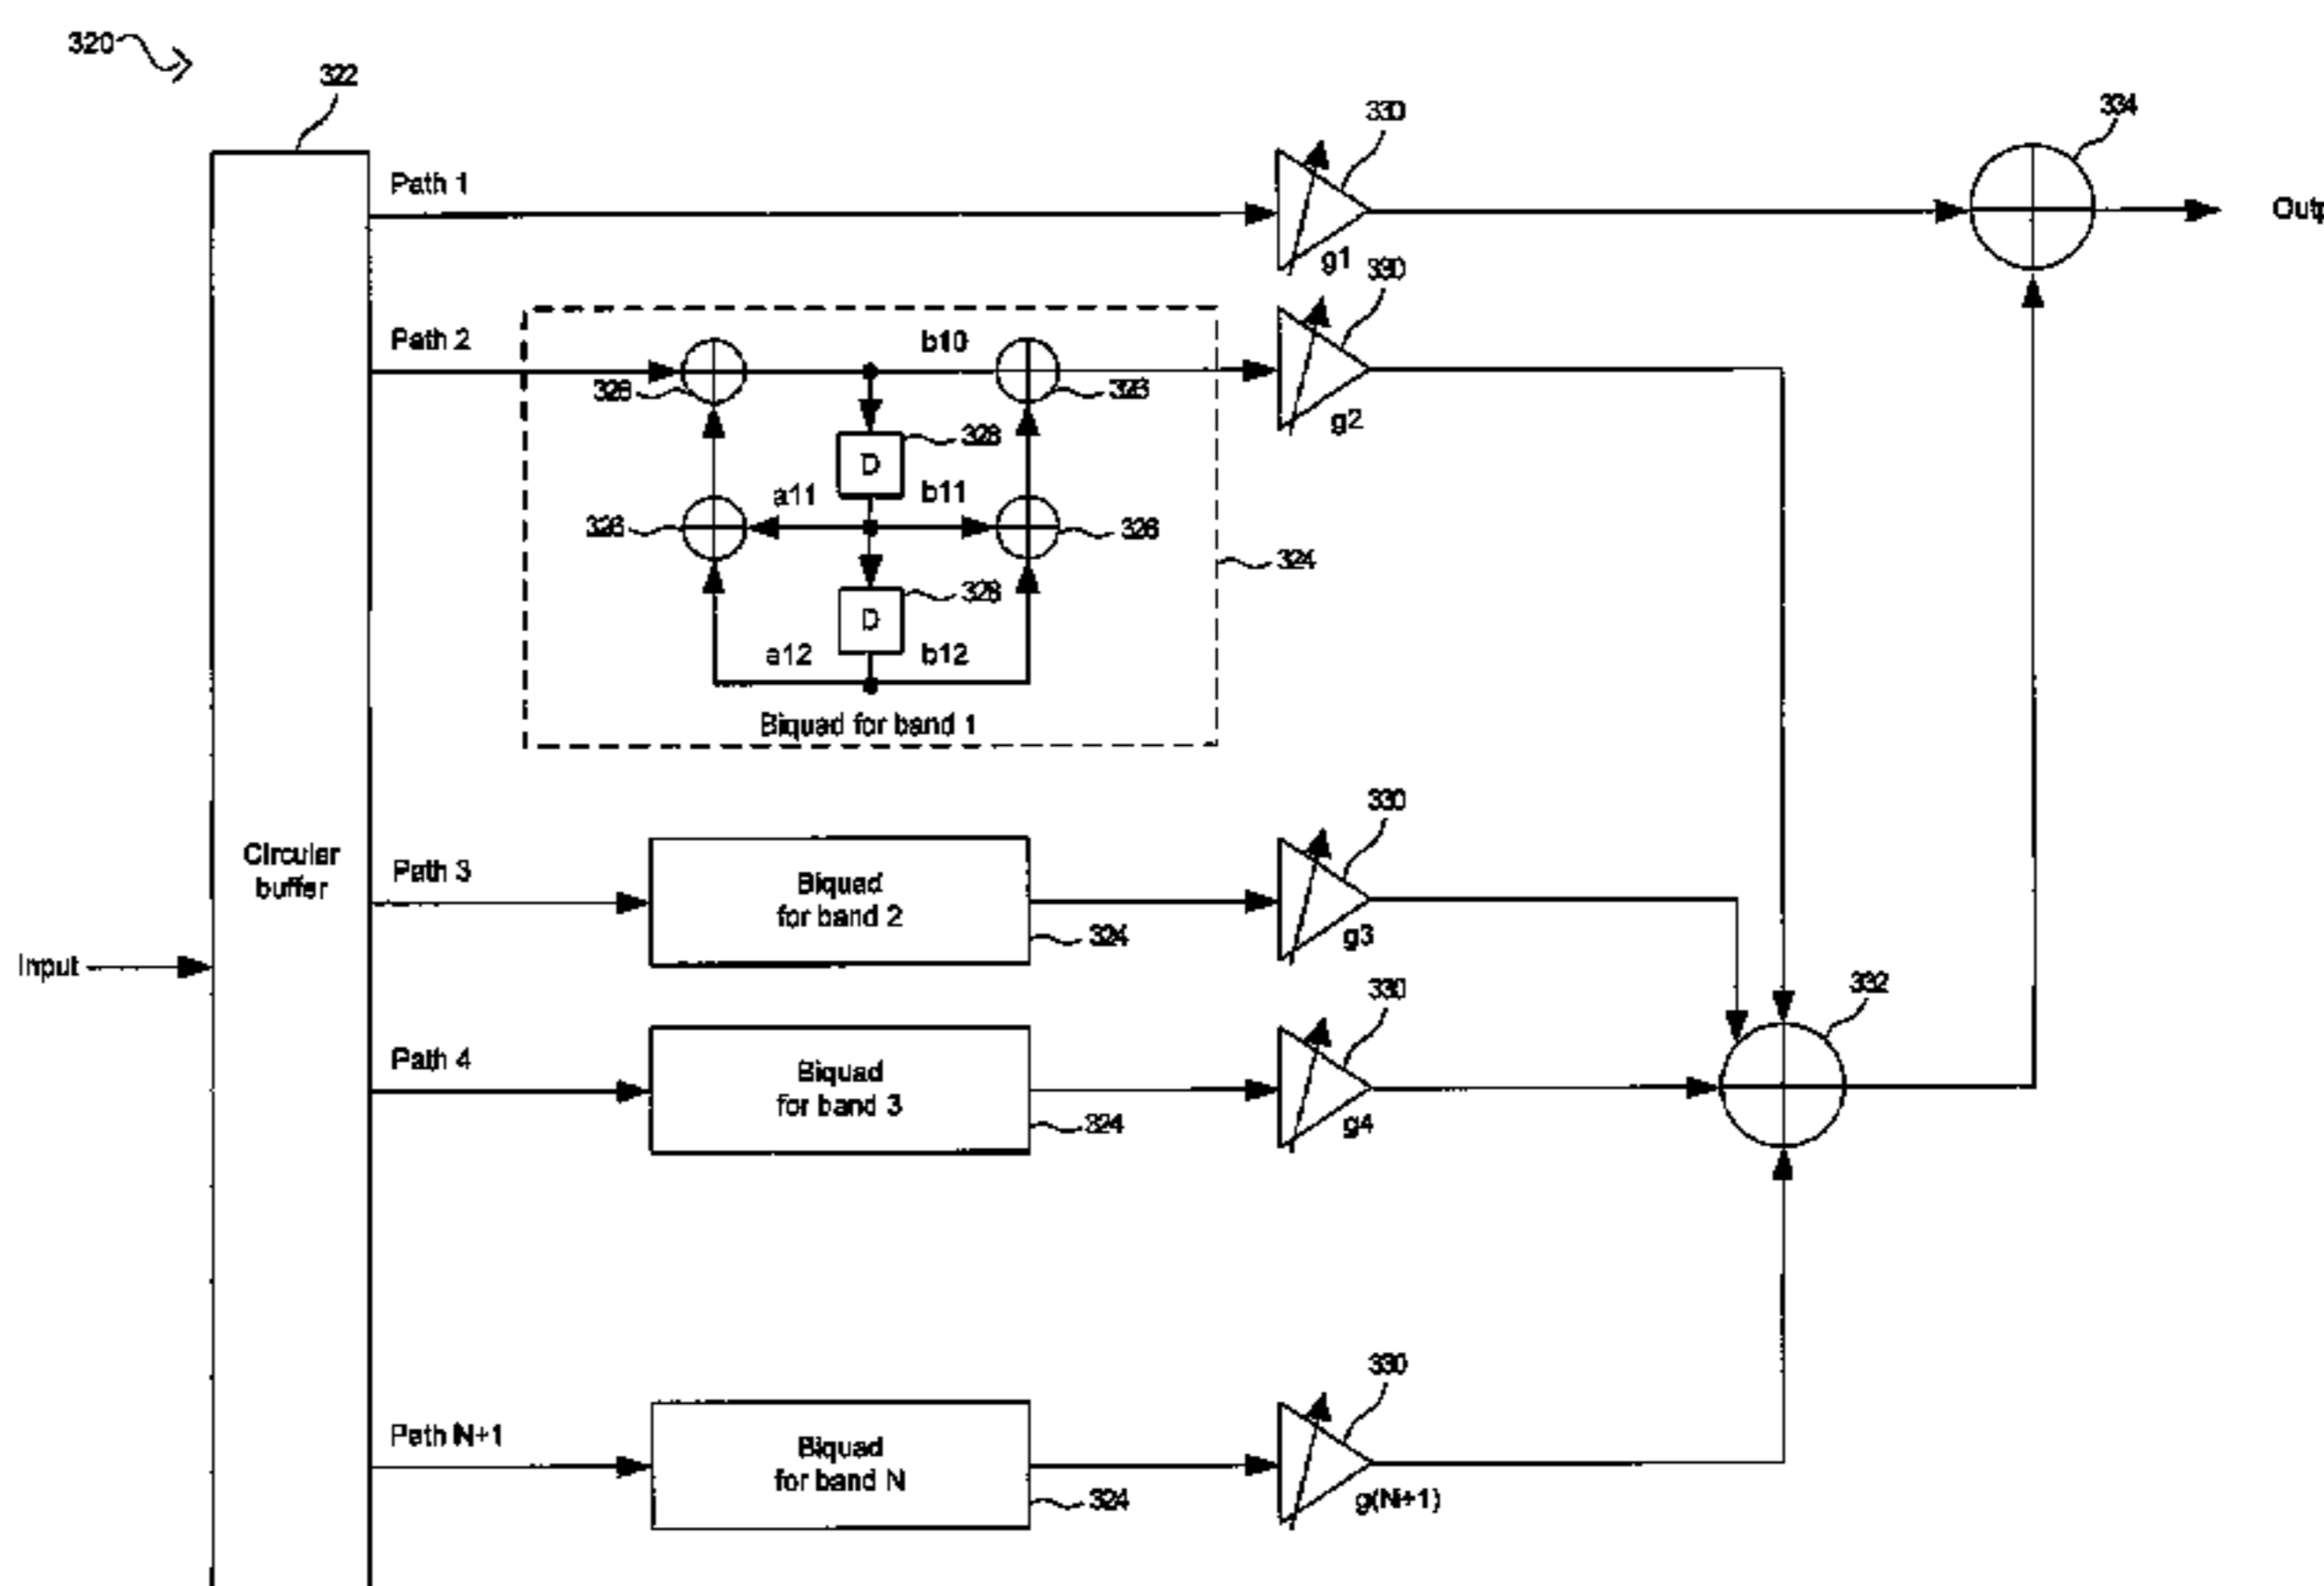 320
322
330
334
Path 1
Outp
g1
330
Path 2
b10
326
326
g2
328
D
a11
b11
326
326
324
328
D
a12
b12
Biquad for band 1
330
Circular
buffer
Path 3
Biquad
for band 2
324
g3
Input
330
332
Path 4
Biquad
for band 3
324
g4
330
Path N+1
Biquad
for band N
324
g(N+1)